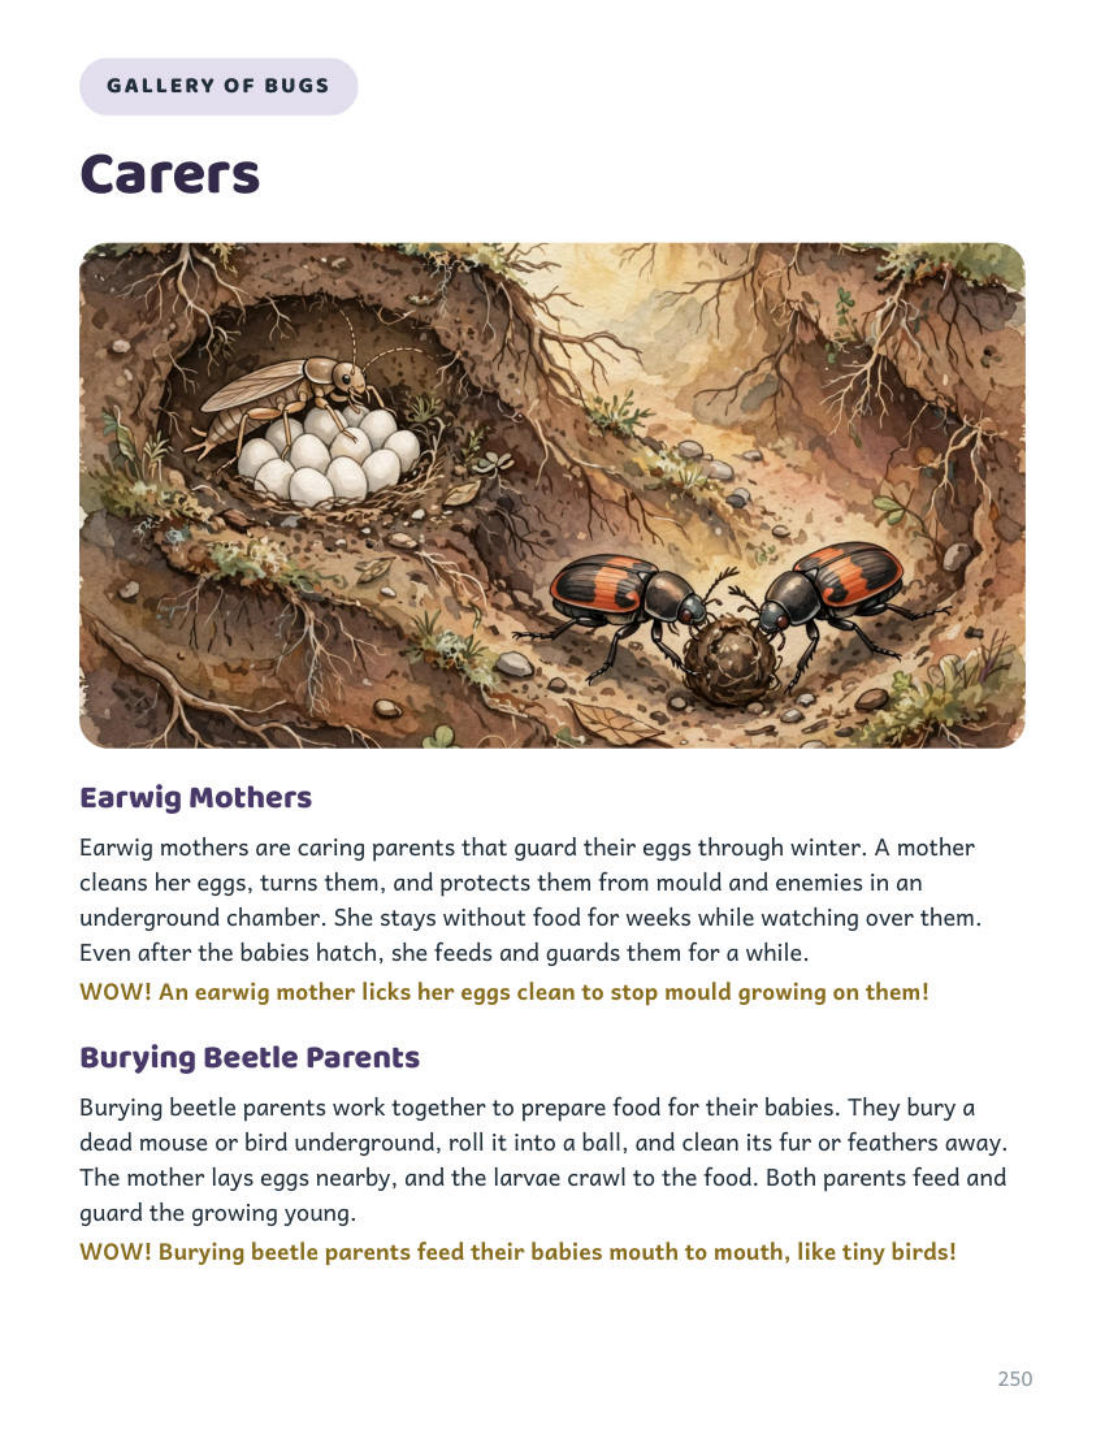 GALLERY OF BUGS
Carers
Earwig Mothers
Earwig mothers are caring parents that guard their eggs through winter. A mother
cleans her eggs, turns them, and protects them from mould and enemies in an
underground chamber. She stays without food for weeks while watching over them.
Even after the babies hatch, she feeds and guards them for a while.
WOW! An earwig mother licks her eggs clean to stop mould growing on them!
Burying Beetle Parents
Burying beetle parents work together to prepare food for their babies. They bury a
dead mouse or bird underground, roll it into a ball, and clean its fur or feathers away.
The mother lays eggs nearby, and the larvae crawl to the food. Both parents feed and
guard the growing young.
WOW! Burying beetle parents feed their babies mouth to mouth, like tiny birds!
250